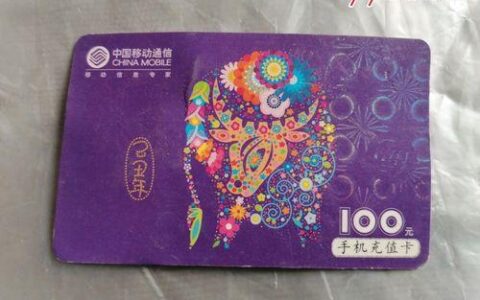 中国移动通信
CHINA MOBILE
移动信息专家
己丑年
100元
手机充值卡